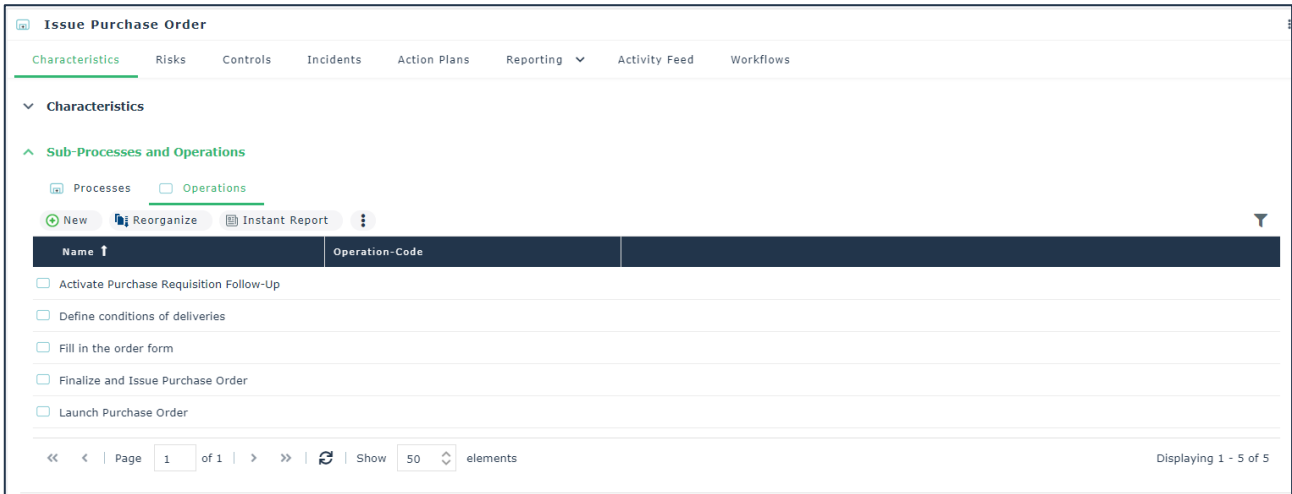 Issue Purchase Order
Characteristics Risks Controls Incidents Action Plans Reporting Activity Feed Workflows
Characteristics
Sub-Processes and Operations
Processes Operations
New Reorganize Instant Report
Name Operation-Code
Activate Purchase Requisition Follow-Up
Define conditions of deliveries
Fill in the order form
Finalize and Issue Purchase Order
Launch Purchase Order
<< < | Page 1 of 1 | > >> | Show 50 elements Displaying 1 - 5 of 5